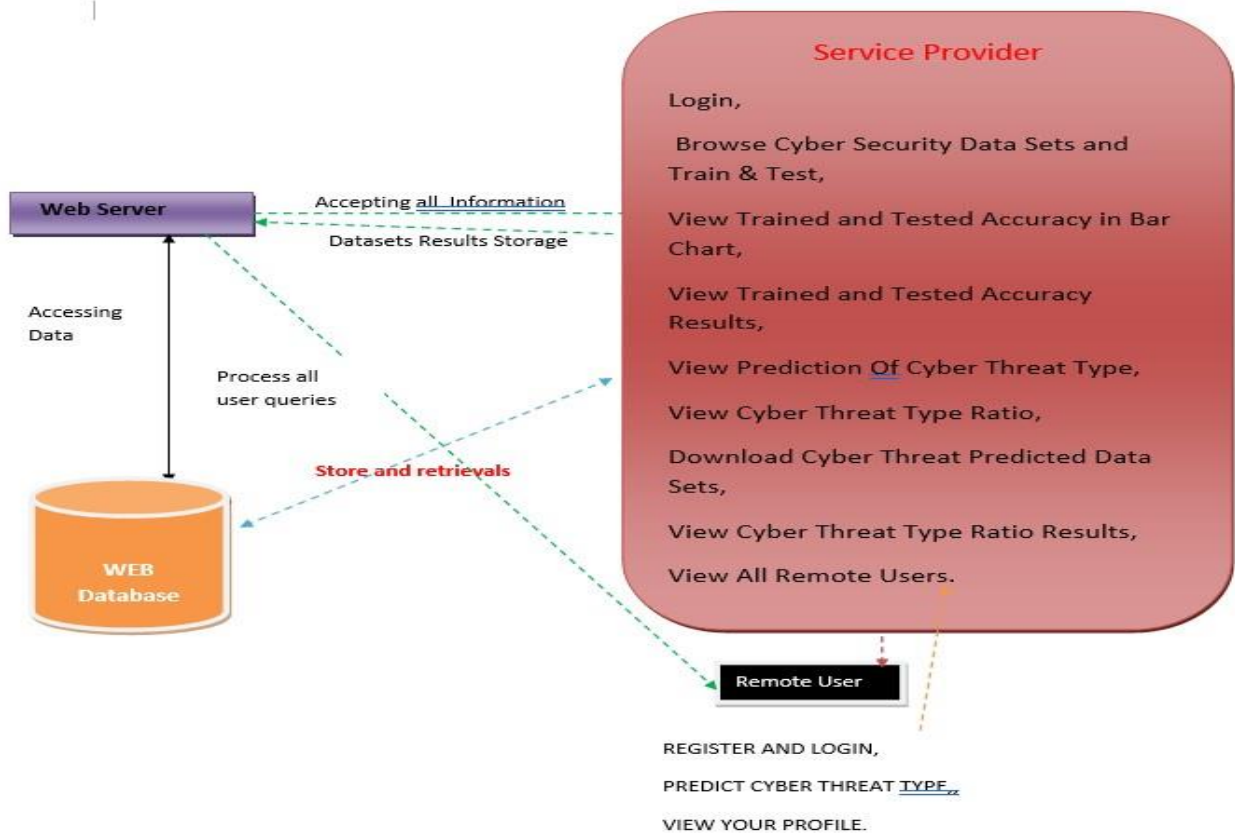 Service Provider
Login,
Browse Cyber Security Data Sets and
Train & Test,
View Trained and Tested Accuracy in Bar
Chart,
View Trained and Tested Accuracy
Results,
View Prediction Of Cyber Threat Type,
View Cyber Threat Type Ratio,
Download Cyber Threat Predicted Data
Sets,
View Cyber Threat Type Ratio Results,
View All Remote Users.
Web Server
Accepting all Information
Datasets Results Storage
Accessing
Data
Process all
user queries
Store and retrievals
WEB
Database
Remote User
REGISTER AND LOGIN,
PREDICT CYBER THREAT TYPE,,
VIEW YOUR PROFILE.